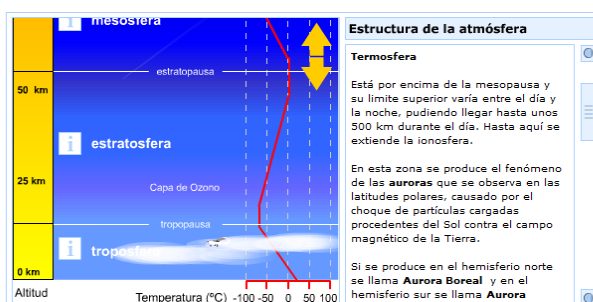 mesosfera
estratopausa
50 km
estratosfera
25 km
Capa de Ozono
tropopausa
troposfera
0 km
Altitud
Temperatura (ºC) -100 -50 0 50 100
Estructura de la atmósfera
Termosfera
Está por encima de la mesopausa y
su limite superior varía entre el día y
la noche, pudiendo llegar hasta unos
500 km durante el día. Hasta aquí se
extiende la ionosfera.
En esta zona se produce el fenómeno
de las auroras que se observa en las
latitudes polares, causado por el
choque de partículas cargadas
procedentes del Sol contra el campo
magnético de la Tierra.
Si se produce en el hemisferio norte
se llama Aurora Boreal y en el
hemisferio sur se llama Aurora